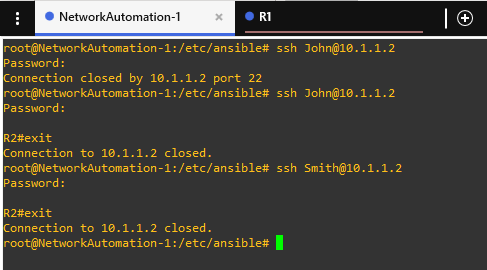 NetworkAutomation-1
R1
root@NetworkAutomation-1:/etc/ansible# ssh John@10.1.1.2
Password:
Connection closed by 10.1.1.2 port 22
root@NetworkAutomation-1:/etc/ansible# ssh John@10.1.1.2
Password:
R2#exit
Connection to 10.1.1.2 closed.
root@NetworkAutomation-1:/etc/ansible# ssh Smith@10.1.1.2
Password:
R2#exit
Connection to 10.1.1.2 closed.
root@NetworkAutomation-1:/etc/ansible#